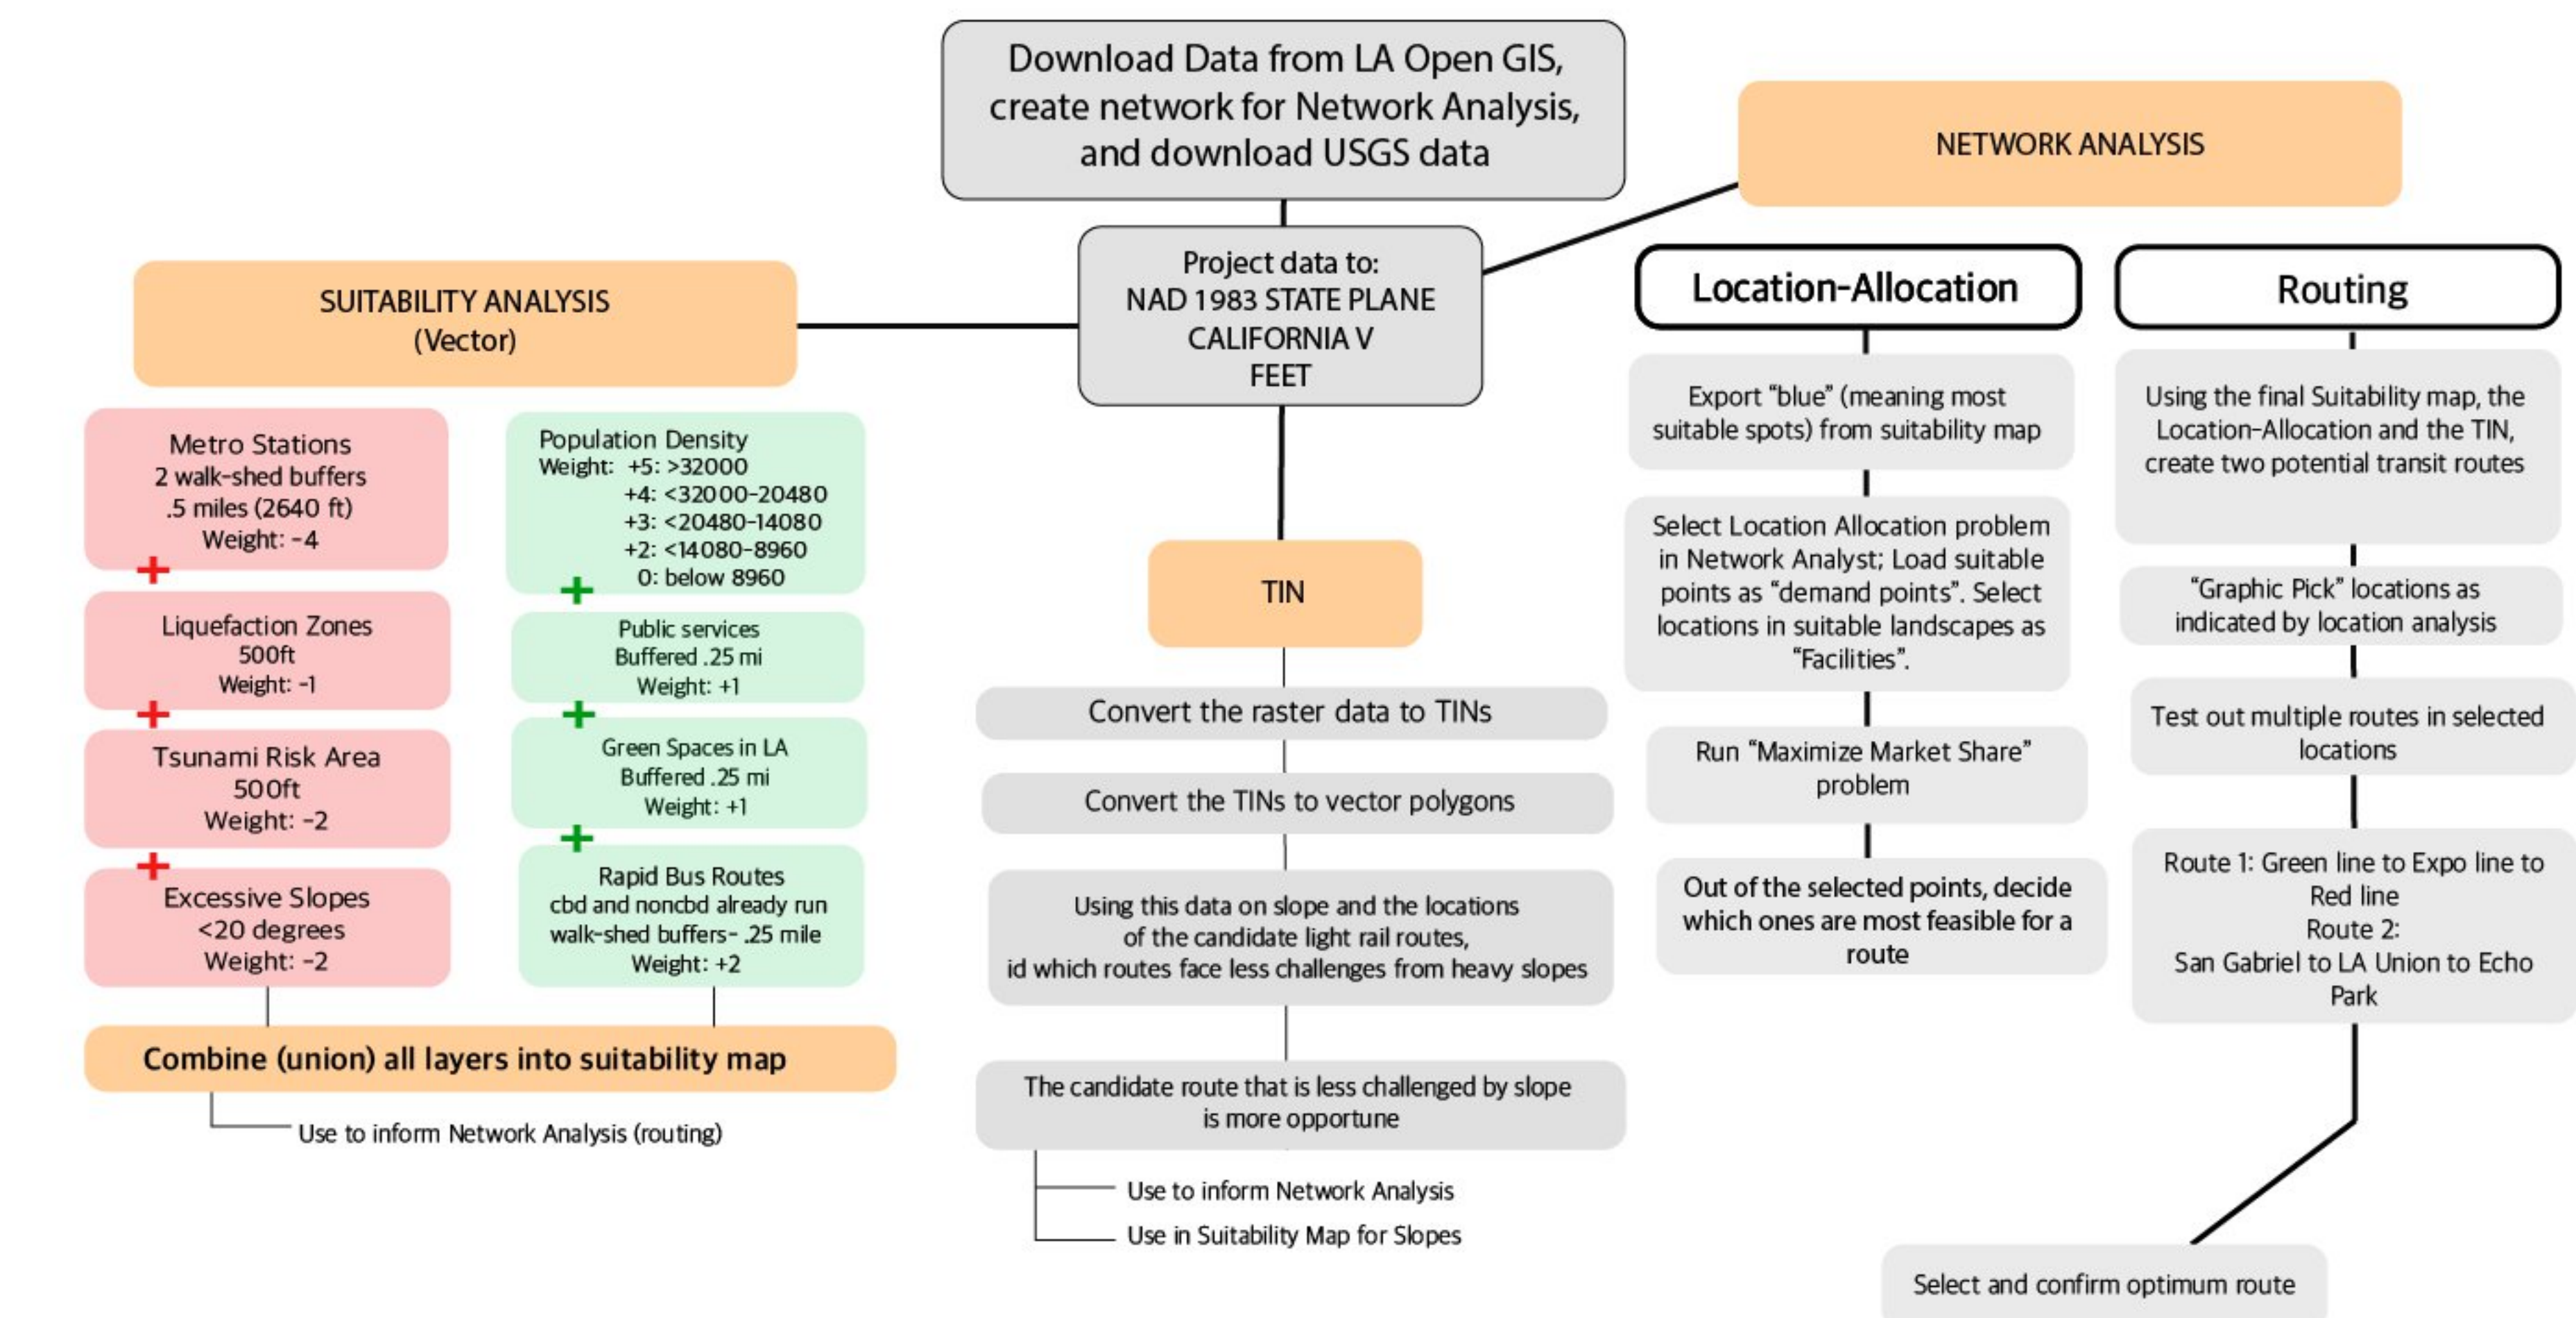 Download Data from LA Open GIS,
create network for Network Analysis,
and download USGS data
NETWORK ANALYSIS
Project data to:
NAD 1983 STATE PLANE
CALIFORNIA V
FEET
SUITABILITY ANALYSIS
(Vector)
Metro Stations
2 walk-shed buffers
.5 miles (2640 ft)
Weight: -4
+
Liquefaction Zones
500ft
Weight: -1
+
Tsunami Risk Area
500ft
Weight: -2
+
Excessive Slopes
<20 degrees
Weight: -2
Population Density
Weight: +5: >32000
+4: <32000-20480
+3: <20480-14080
+2: <14080-8960
0: below 8960
+
Public services
Buffered .25 mi
Weight: +1
+
Green Spaces in LA
Buffered .25 mi
Weight: +1
+
Rapid Bus Routes
cbd and noncbd already run
walk-shed buffers- .25 mile
Weight: +2
Combine (union) all layers into suitability map
Use to inform Network Analysis (routing)
TIN
Convert the raster data to TINs
Convert the TINs to vector polygons
Using this data on slope and the locations
of the candidate light rail routes,
id which routes face less challenges from heavy slopes
The candidate route that is less challenged by slope
is more opportune
Use to inform Network Analysis
Use in Suitability Map for Slopes
Location-Allocation
Export “blue” (meaning most
suitable spots) from suitability map
Select Location Allocation problem
in Network Analyst; Load suitable
points as “demand points”. Select
locations in suitable landscapes as
“Facilities”.
Run “Maximize Market Share”
problem
Out of the selected points, decide
which ones are most feasible for a
route
Routing
Using the final Suitability map, the
Location-Allocation and the TIN,
create two potential transit routes
“Graphic Pick” locations as
indicated by location analysis
Test out multiple routes in selected
locations
Route 1: Green line to Expo line to
Red line
Route 2:
San Gabriel to LA Union to Echo
Park
Select and confirm optimum route